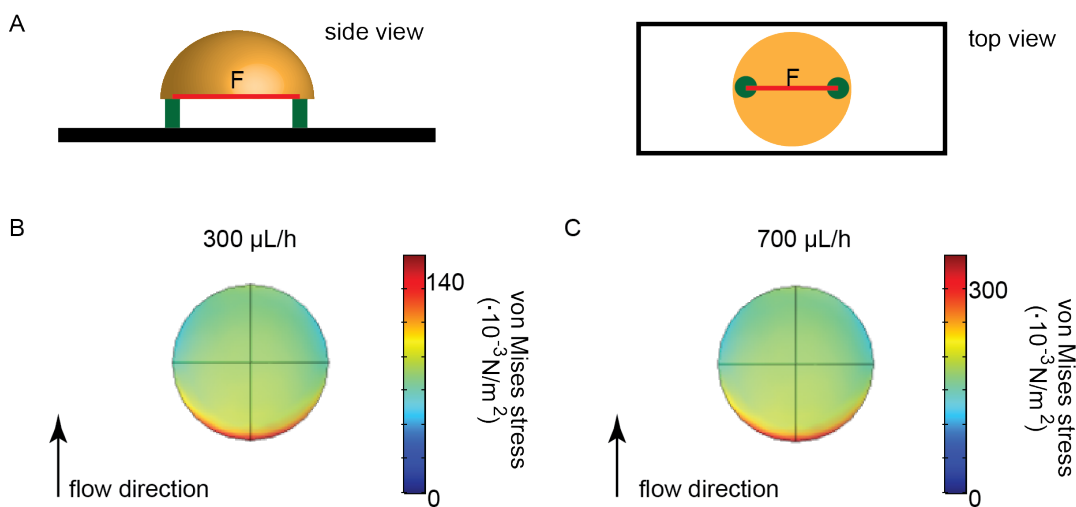 A
side view
F
top view
F
B
300 µL/h
140
0
von Mises stress
(·10⁻³N/m²)
flow direction
C
700 µL/h
300
0
von Mises stress
(·10⁻³N/m²)
flow direction